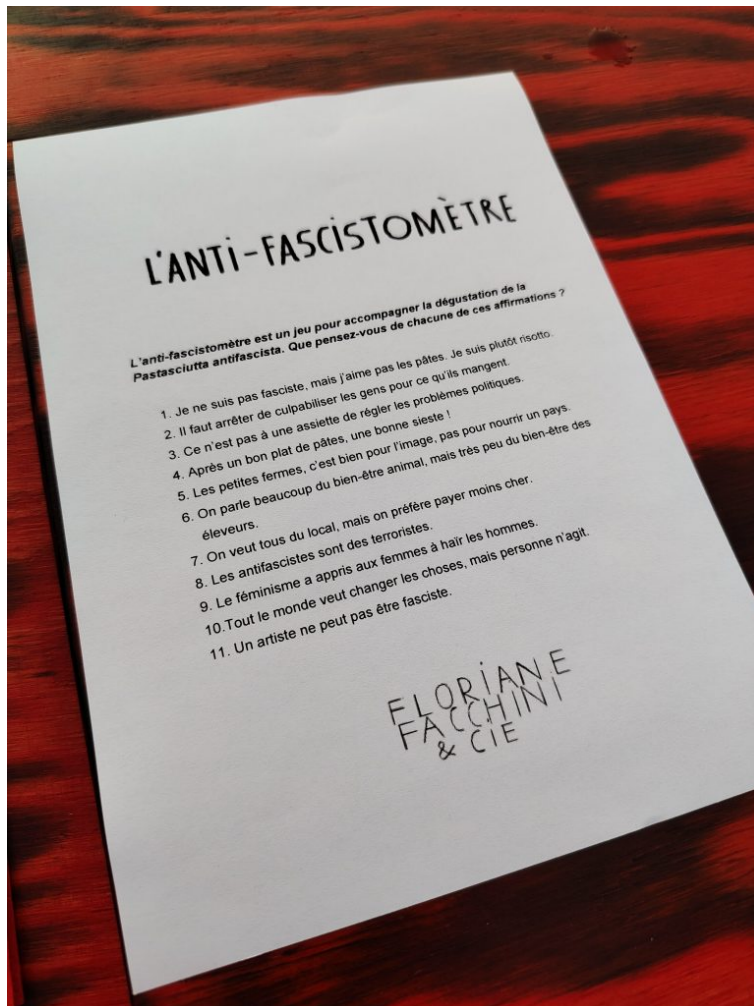 L'ANTI-FASCISTOMÈTRE
L'anti-fascistomètre est un jeu pour accompagner la dégustation de la
Pastasciutta antifascista. Que pensez-vous de chacune de ces affirmations ?
1. Je ne suis pas fasciste, mais j'aime pas les pâtes. Je suis plutôt risotto.
2. Il faut arrêter de culpabiliser les gens pour ce qu'ils mangent.
3. Ce n'est pas à une assiette de régler les problèmes politiques.
4. Après un bon plat de pâtes, une bonne sieste !
5. Les petites fermes, c'est bien pour l'image, pas pour nourrir un pays.
6. On parle beaucoup du bien-être animal, mais très peu du bien-être des
éleveurs.
7. On veut tous du local, mais on préfère payer moins cher.
8. Les antifascistes sont des terroristes.
9. Le féminisme a appris aux femmes à haïr les hommes.
10.Tout le monde veut changer les choses, mais personne n'agit.
11. Un artiste ne peut pas être fasciste.
FLORIANE
FACCHINI
& CIE